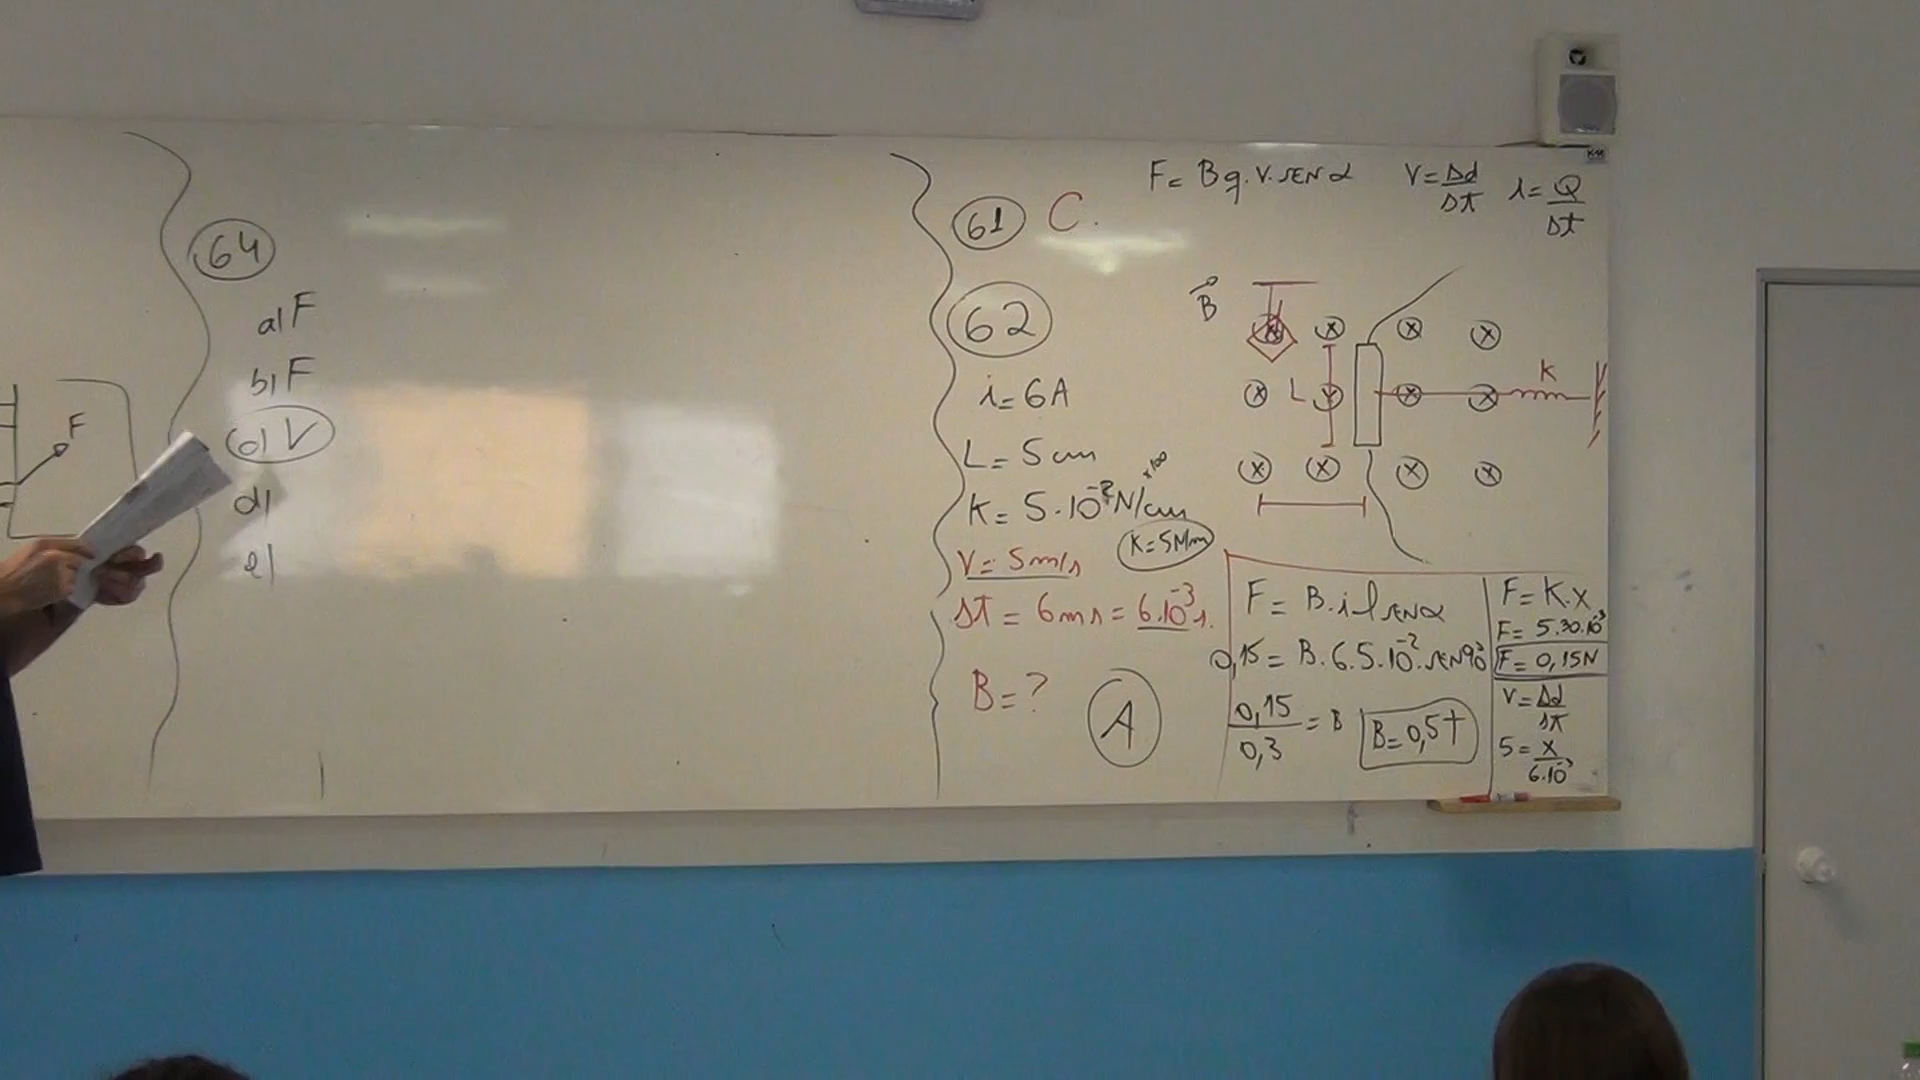 F
64
a) F
b) F
c) V
d)
e)
61 C.
F = B q . V . SEN α
V = Δd / Δt
i = Q / Δt
62
i = 6A
L = 5 cm
K = 5 . 10⁻² N/cm x100
K = 5 N/m
V = 5 m/s
Δt = 6 ms = 6.10⁻³ s.
B = ?
A
B
L
K
F = B . i l SEN α
0,15 = B . 6 . 5 . 10⁻² . SEN 90°
0,15 / 0,3 = B
B = 0,5 T
F = K . x
F = 5 . 30 . 10⁻³
F = 0,15 N
V = Δd / Δt
5 = x / 6.10⁻³